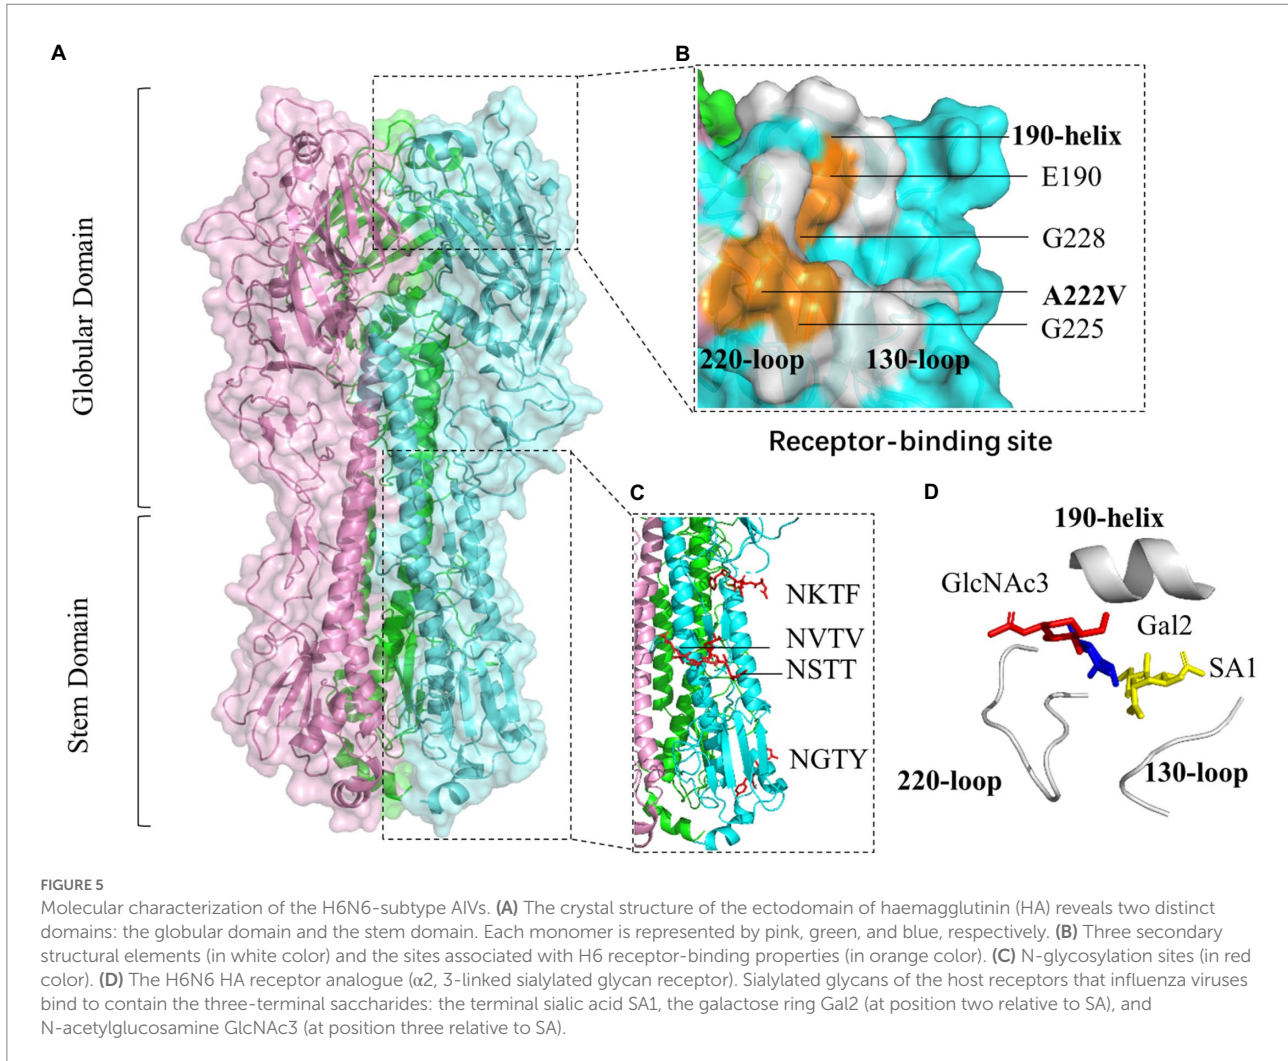 A
B
Globular Domain
Stem Domain
190-helix
E190
G228
A222V
G225
220-loop
130-loop
Receptor-binding site
C
NKTF
NVTV
NSTT
NGTY
D
190-helix
GlcNAc3
Gal2
SA1
220-loop
130-loop
FIGURE 5
Molecular characterization of the H6N6-subtype AIVs. (A) The crystal structure of the ectodomain of haemagglutinin (HA) reveals two distinct
domains: the globular domain and the stem domain. Each monomer is represented by pink, green, and blue, respectively. (B) Three secondary
structural elements (in white color) and the sites associated with H6 receptor-binding properties (in orange color). (C) N-glycosylation sites (in red
color). (D) The H6N6 HA receptor analogue (α2, 3-linked sialylated glycan receptor). Sialylated glycans of the host receptors that influenza viruses
bind to contain the three-terminal saccharides: the terminal sialic acid SA1, the galactose ring Gal2 (at position two relative to SA), and
N-acetylglucosamine GlcNAc3 (at position three relative to SA).